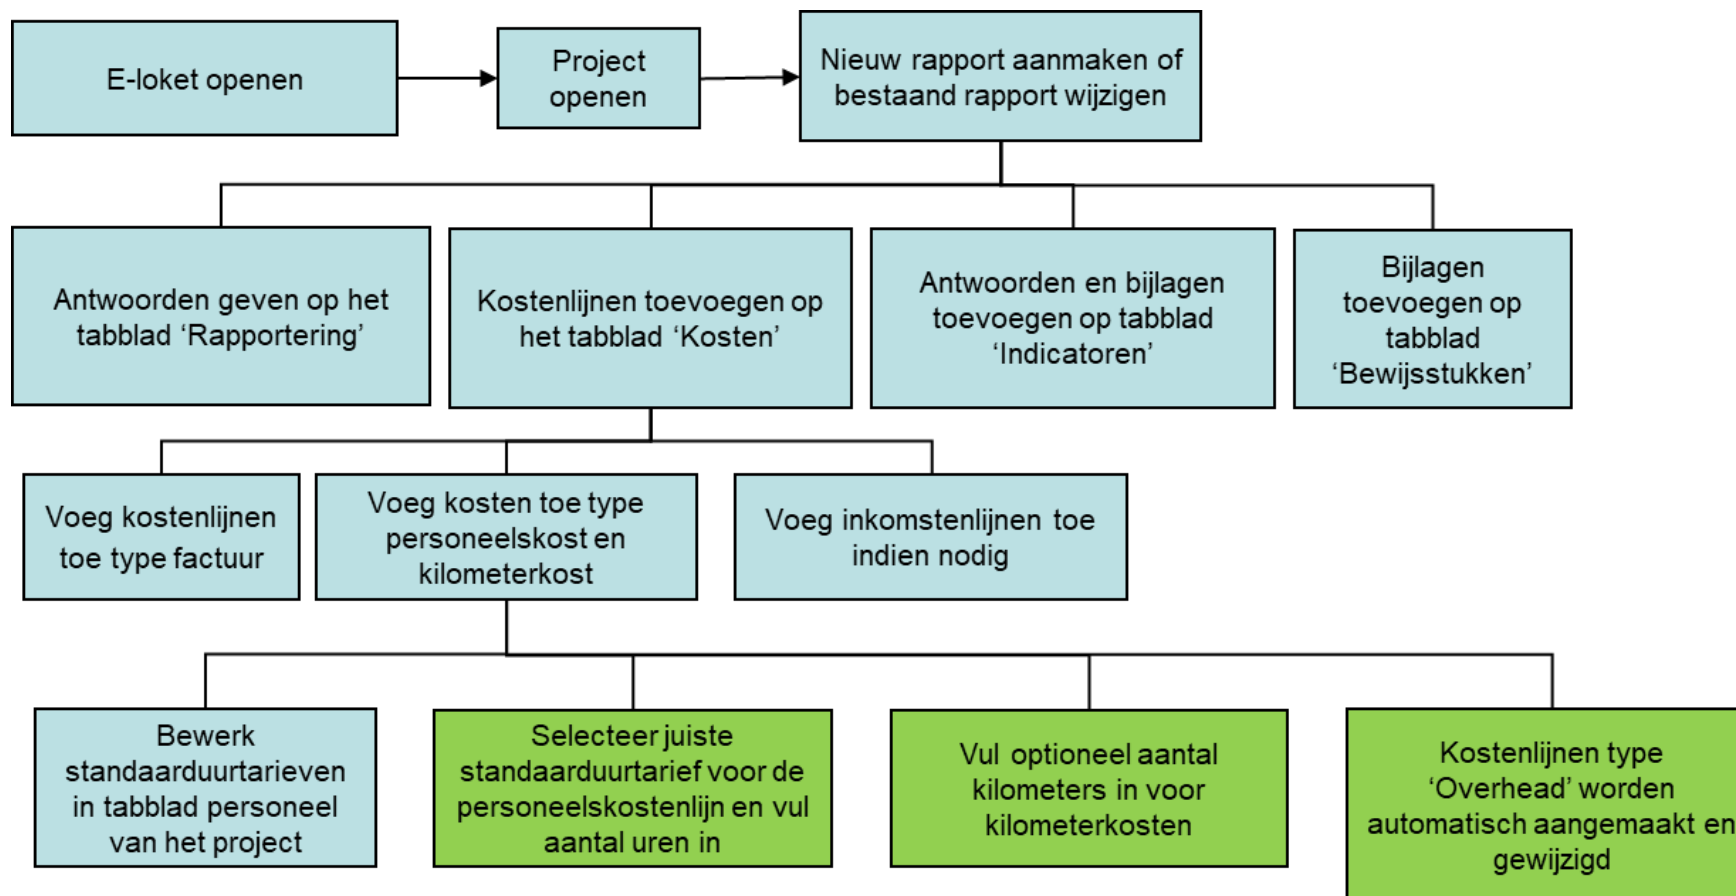 E-loket openen
Project
openen
Nieuw rapport aanmaken of
bestaand rapport wijzigen
Antwoorden geven op het
tabblad ‘Rapportering’
Kostenlijnen toevoegen op
het tabblad ‘Kosten’
Antwoorden en bijlagen
toevoegen op tabblad
‘Indicatoren’
Bijlagen
toevoegen op
tabblad
‘Bewijsstukken’
Voeg kostenlijnen
toe type factuur
Voeg kosten toe type
personeelskost en
kilometerkost
Voeg inkomstenlijnen toe
indien nodig
Bewerk
standaarduurtarieven
in tabblad personeel
van het project
Selecteer juiste
standaarduurtarief voor de
personeelskostenlijn en vul
aantal uren in
Vul optioneel aantal
kilometers in voor
kilometerkosten
Kostenlijnen type
‘Overhead’ worden
automatisch aangemaakt en
gewijzigd